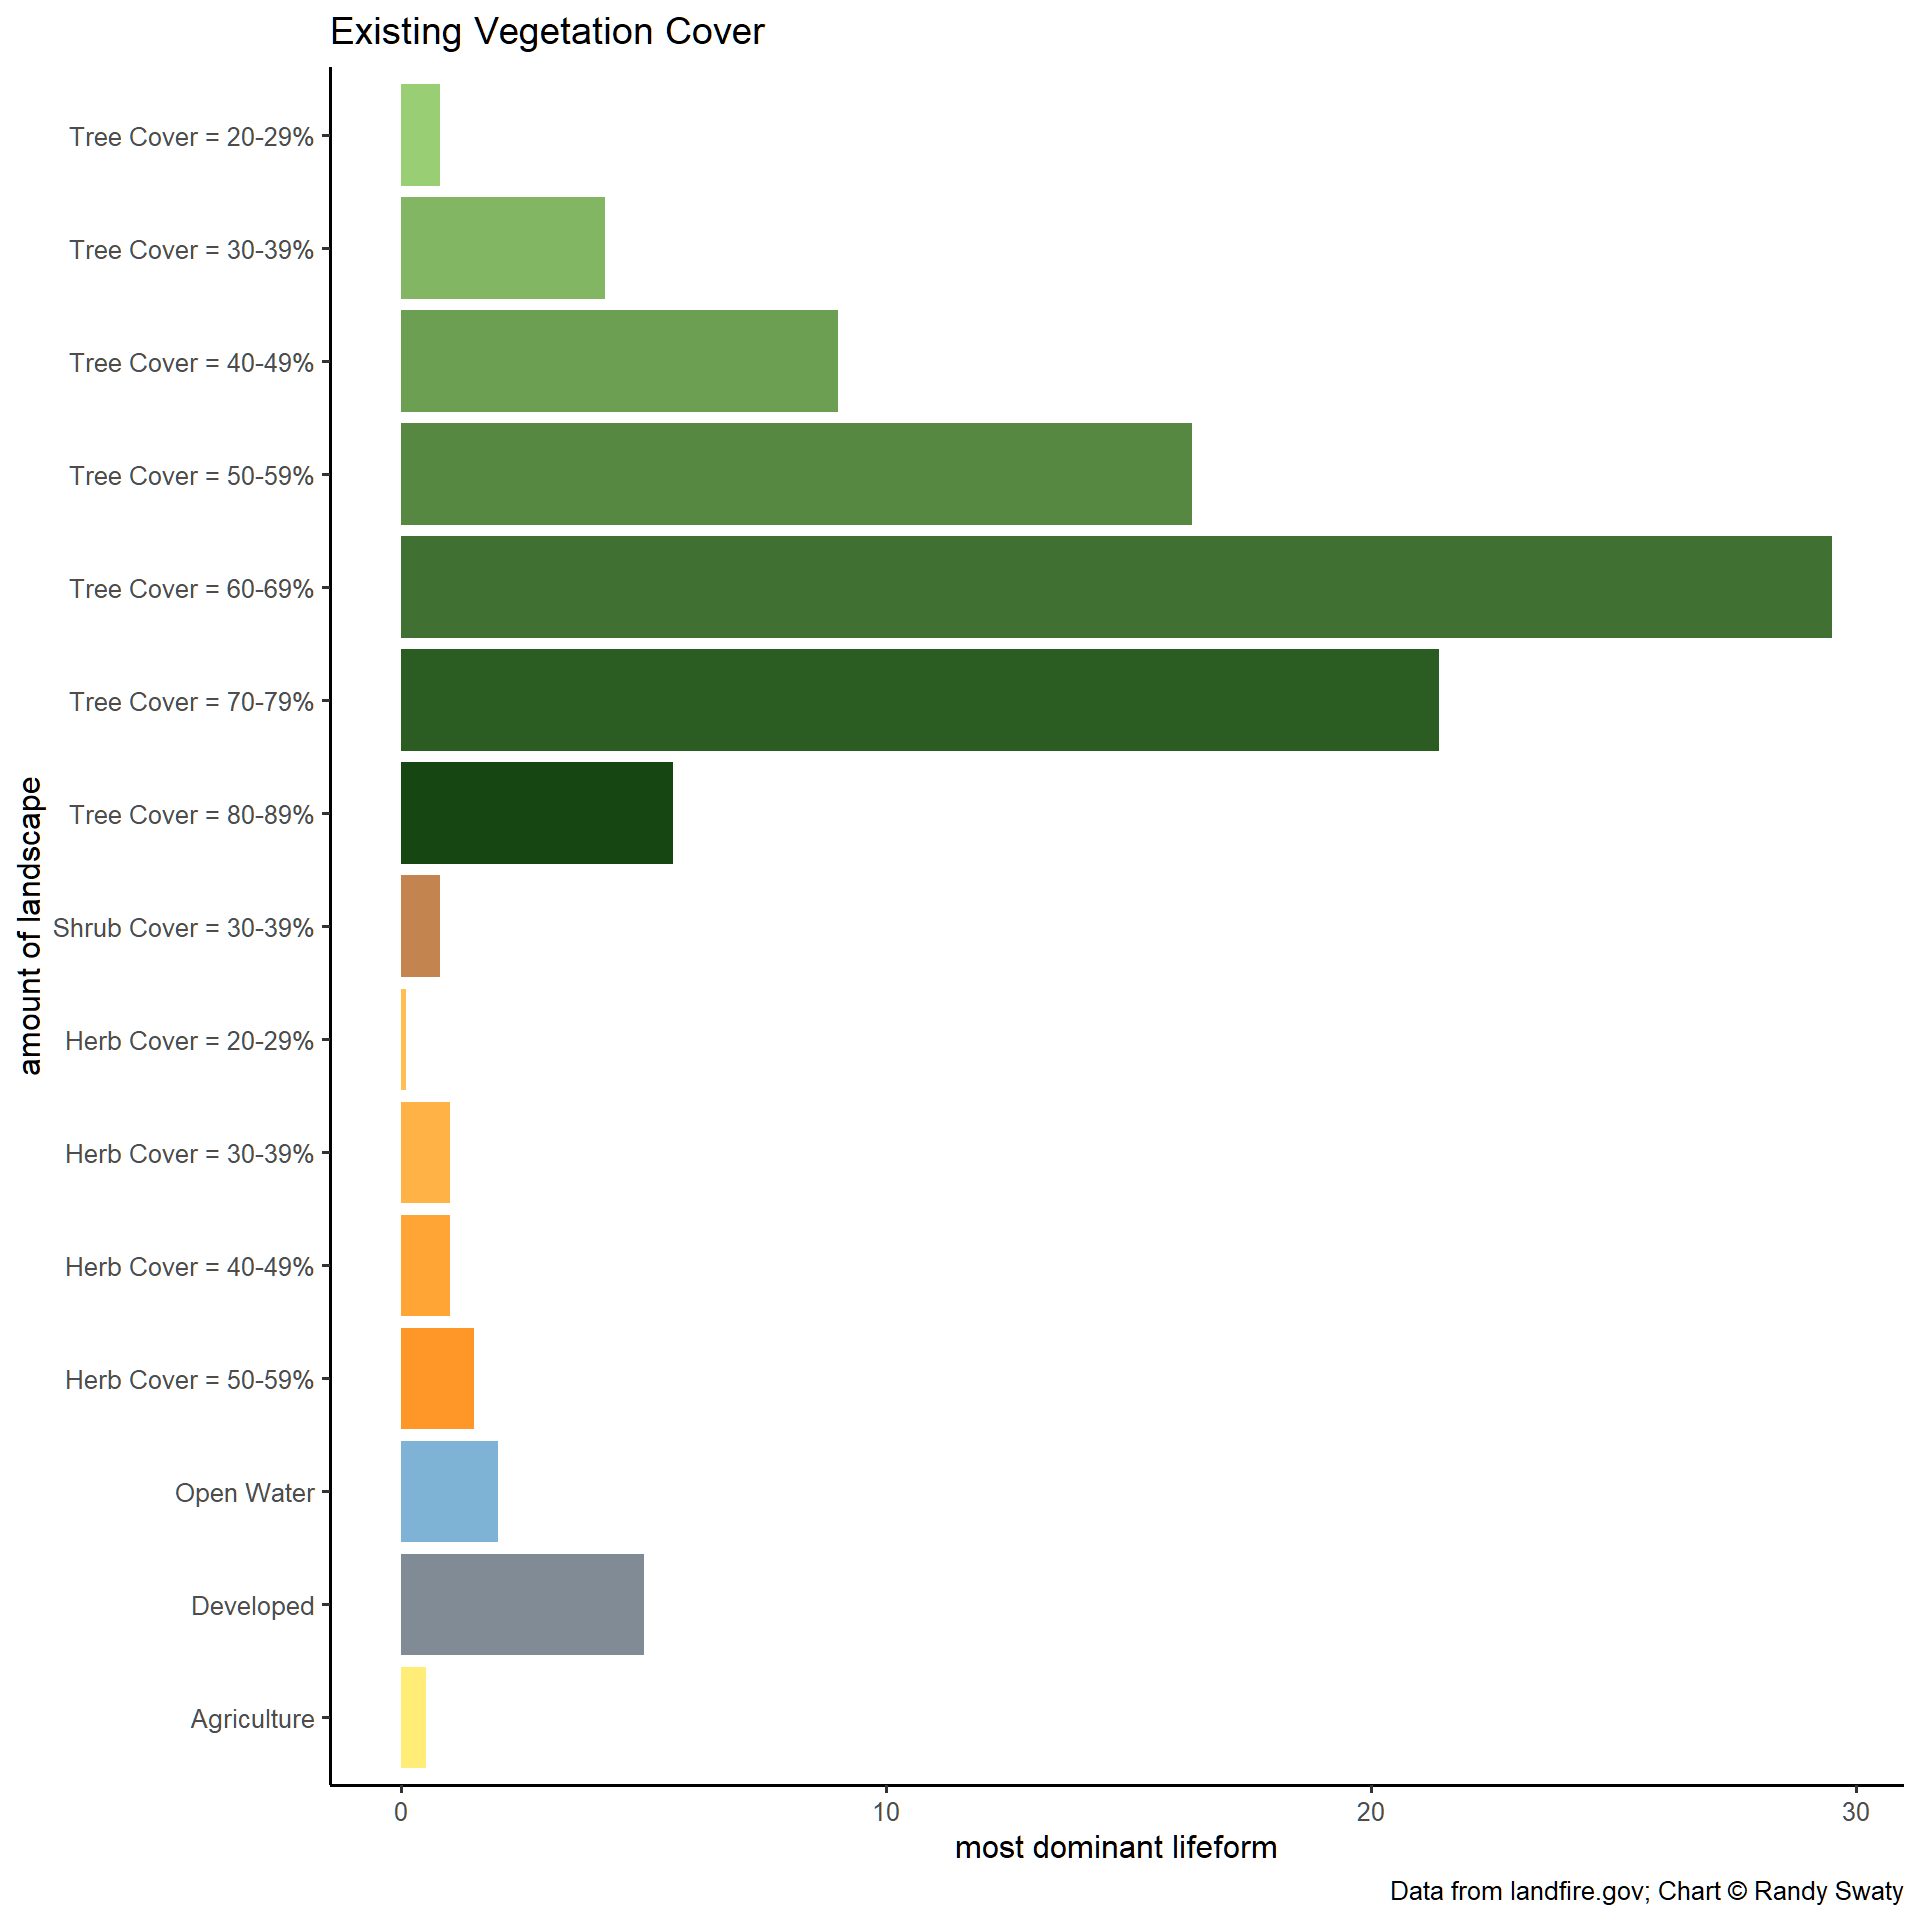 Existing Vegetation Cover
Tree Cover = 20-29%
Tree Cover = 30-39%
Tree Cover = 40-49%
Tree Cover = 50-59%
Tree Cover = 60-69%
Tree Cover = 70-79%
Tree Cover = 80-89%
Shrub Cover = 30-39%
Herb Cover = 20-29%
Herb Cover = 30-39%
Herb Cover = 40-49%
Herb Cover = 50-59%
Open Water
Developed
Agriculture
amount of landscape
0 10 20 30
most dominant lifeform
Data from landfire.gov; Chart © Randy Swaty